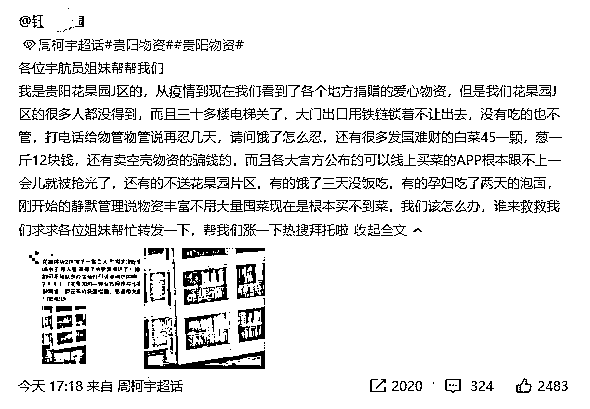 @钰
周柯宇超话#贵阳物资##贵阳物资#
各位宇航员姐妹帮帮我们
我是贵阳花果园J区的，从疫情到现在我们看到了各个地方捐赠的爱心物资，但是我们花果园J
区的很多人都没得到，而且三十多楼电梯关了，大门出口用铁链锁着不让出去，没有吃的也不
管，打电话给物管物管说再忍几天，请问饿了怎么忍，还有很多发国难财的白菜45一颗，葱一
斤12块钱，还有卖空壳物资的骗钱的，而且各大官方公布的可以线上买菜的APP根本跟不上一
会儿就被抢光了，还有的不送花果园片区，有的饿了三天没饭吃，有的孕妇吃了两天的泡面，
刚开始的静默管理说物资丰富不用大量囤菜现在是根本买不到菜，我们该怎么办，谁来救救我
们求求各位姐妹帮忙转发一下，帮我们涨一下热搜拜托啦 收起全文
今天 17:18 来自 周柯宇超话
2020 324 2483